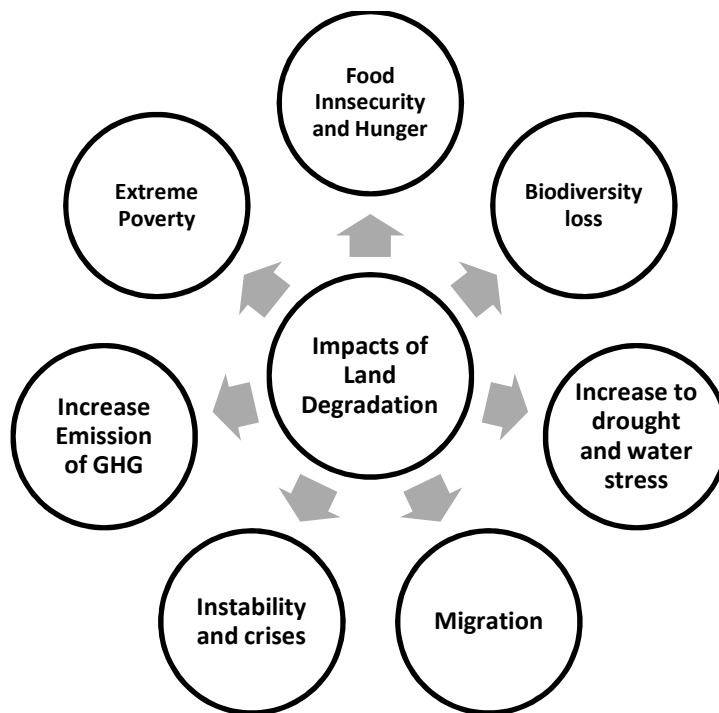 Food
Innsecurity
and Hunger
Extreme
Poverty
Biodiversity
loss
Impacts of
Land
Degradation
Increase
Emission
of GHG
Increase to
drought
and water
stress
Instability
and crises
Migration